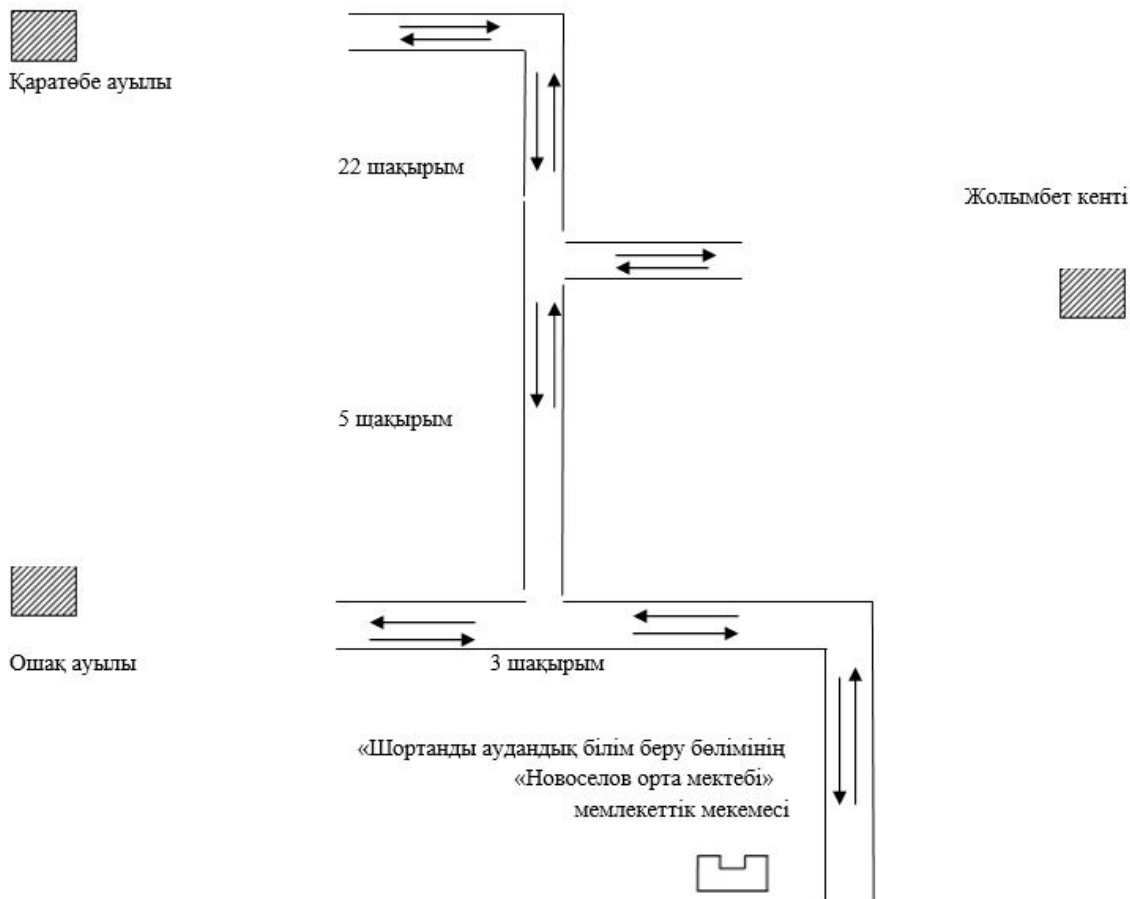 Қаратөбе ауылы
22 шақырым
Жолымбет кенті
5 щақырым
Ошақ ауылы
3 шақырым
«Шортанды аудандық білім беру бөлімінің
«Новоселов орта мектебі»
мемлекеттік мекемесі